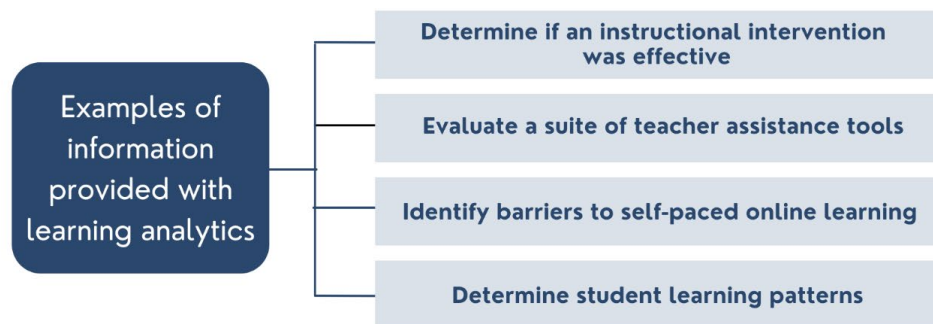 Examples of
information
provided with
learning analytics
Determine if an instructional intervention
was effective
Evaluate a suite of teacher assistance tools
Identify barriers to self-paced online learning
Determine student learning patterns